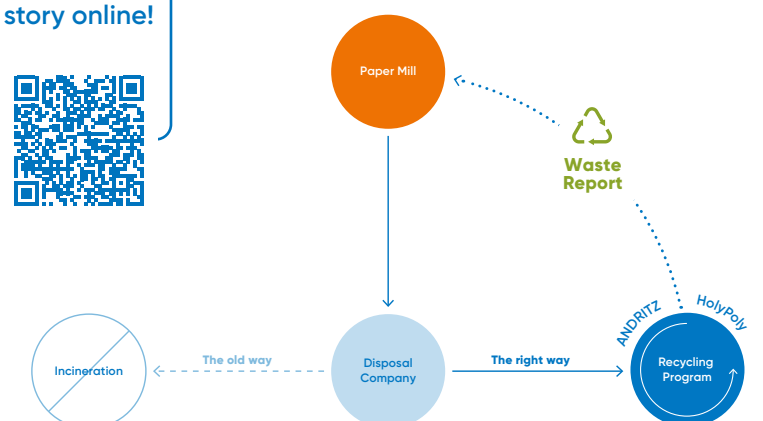 story online!
Paper Mill
Waste
Report
ANDRITZ
HolyPoly
Incineration
The old way
Disposal
Company
The right way
Recycling
Program